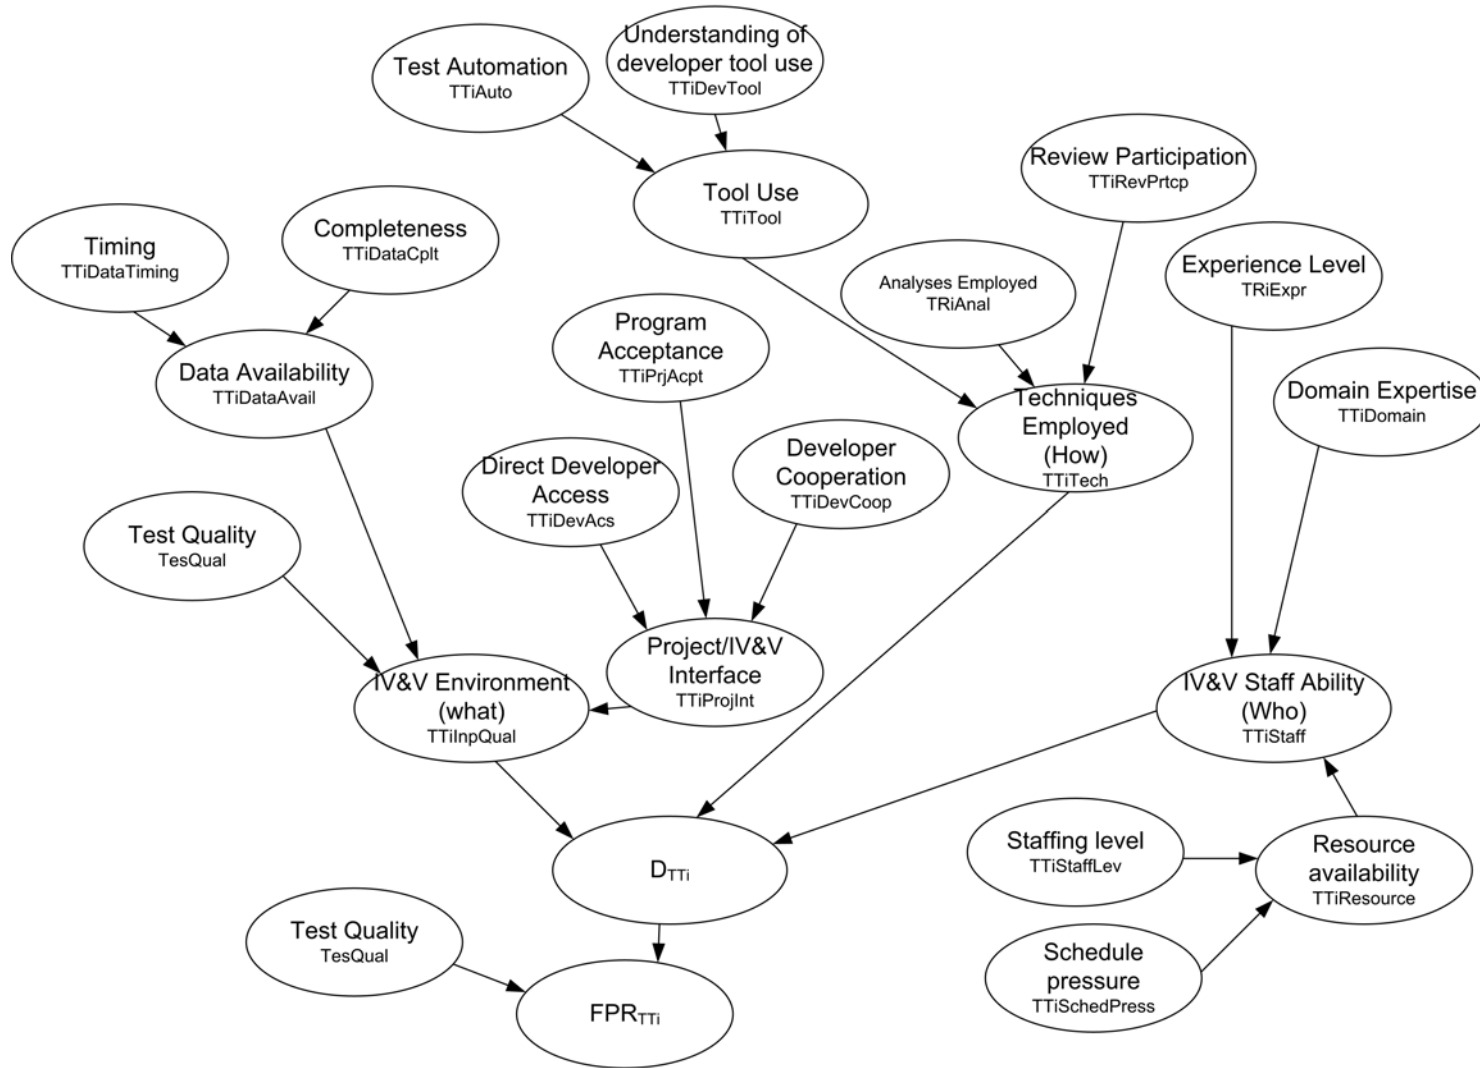 Understanding of
developer tool use
TTiDevTool
Test Automation
TTiAuto
Review Participation
TTiRevPrtcp
Tool Use
TTiTool
Completeness
TTiDataCplt
Timing
TTiDataTiming
Experience Level
TRiExpr
Analyses Employed
TRiAnal
Program
Acceptance
TTiPrjAcpt
Data Availability
TTiDataAvail
Domain Expertise
TTiDomain
Techniques
Employed
(How)
TTiTech
Developer
Cooperation
TTiDevCoop
Direct Developer
Access
TTiDevAcs
Test Quality
TesQual
Project/IV&V
Interface
TTiProjInt
IV&V Environment
(what)
TTiInpQual
IV&V Staff Ability
(Who)
TTiStaff
Staffing level
TTiStaffLev
Resource
availability
TTiResource
DTTi
Test Quality
TesQual
Schedule
pressure
TTiSchedPress
FPRTTi